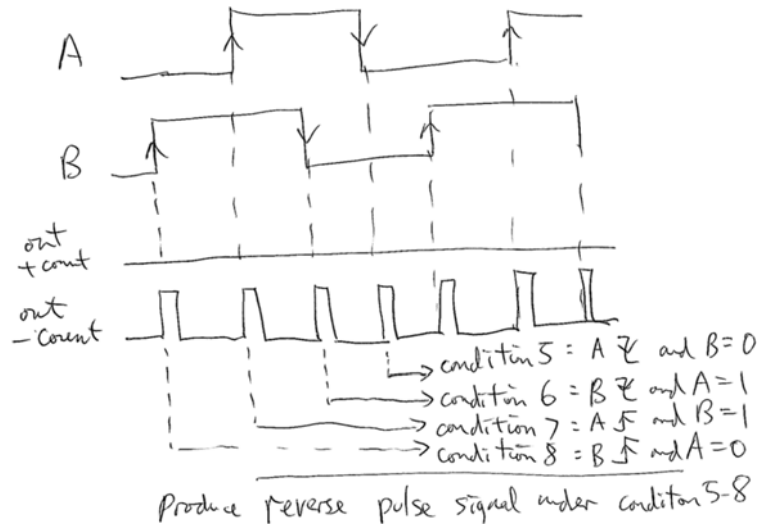 A
B
out
+ count
out
- count
condition 5 = A ↓ and B=0
condition 6 = B ↓ and A=1
condition 7 = A ↑ and B=1
condition 8 = B ↑ and A=0
Produce reverse pulse signal under conditon 5-8